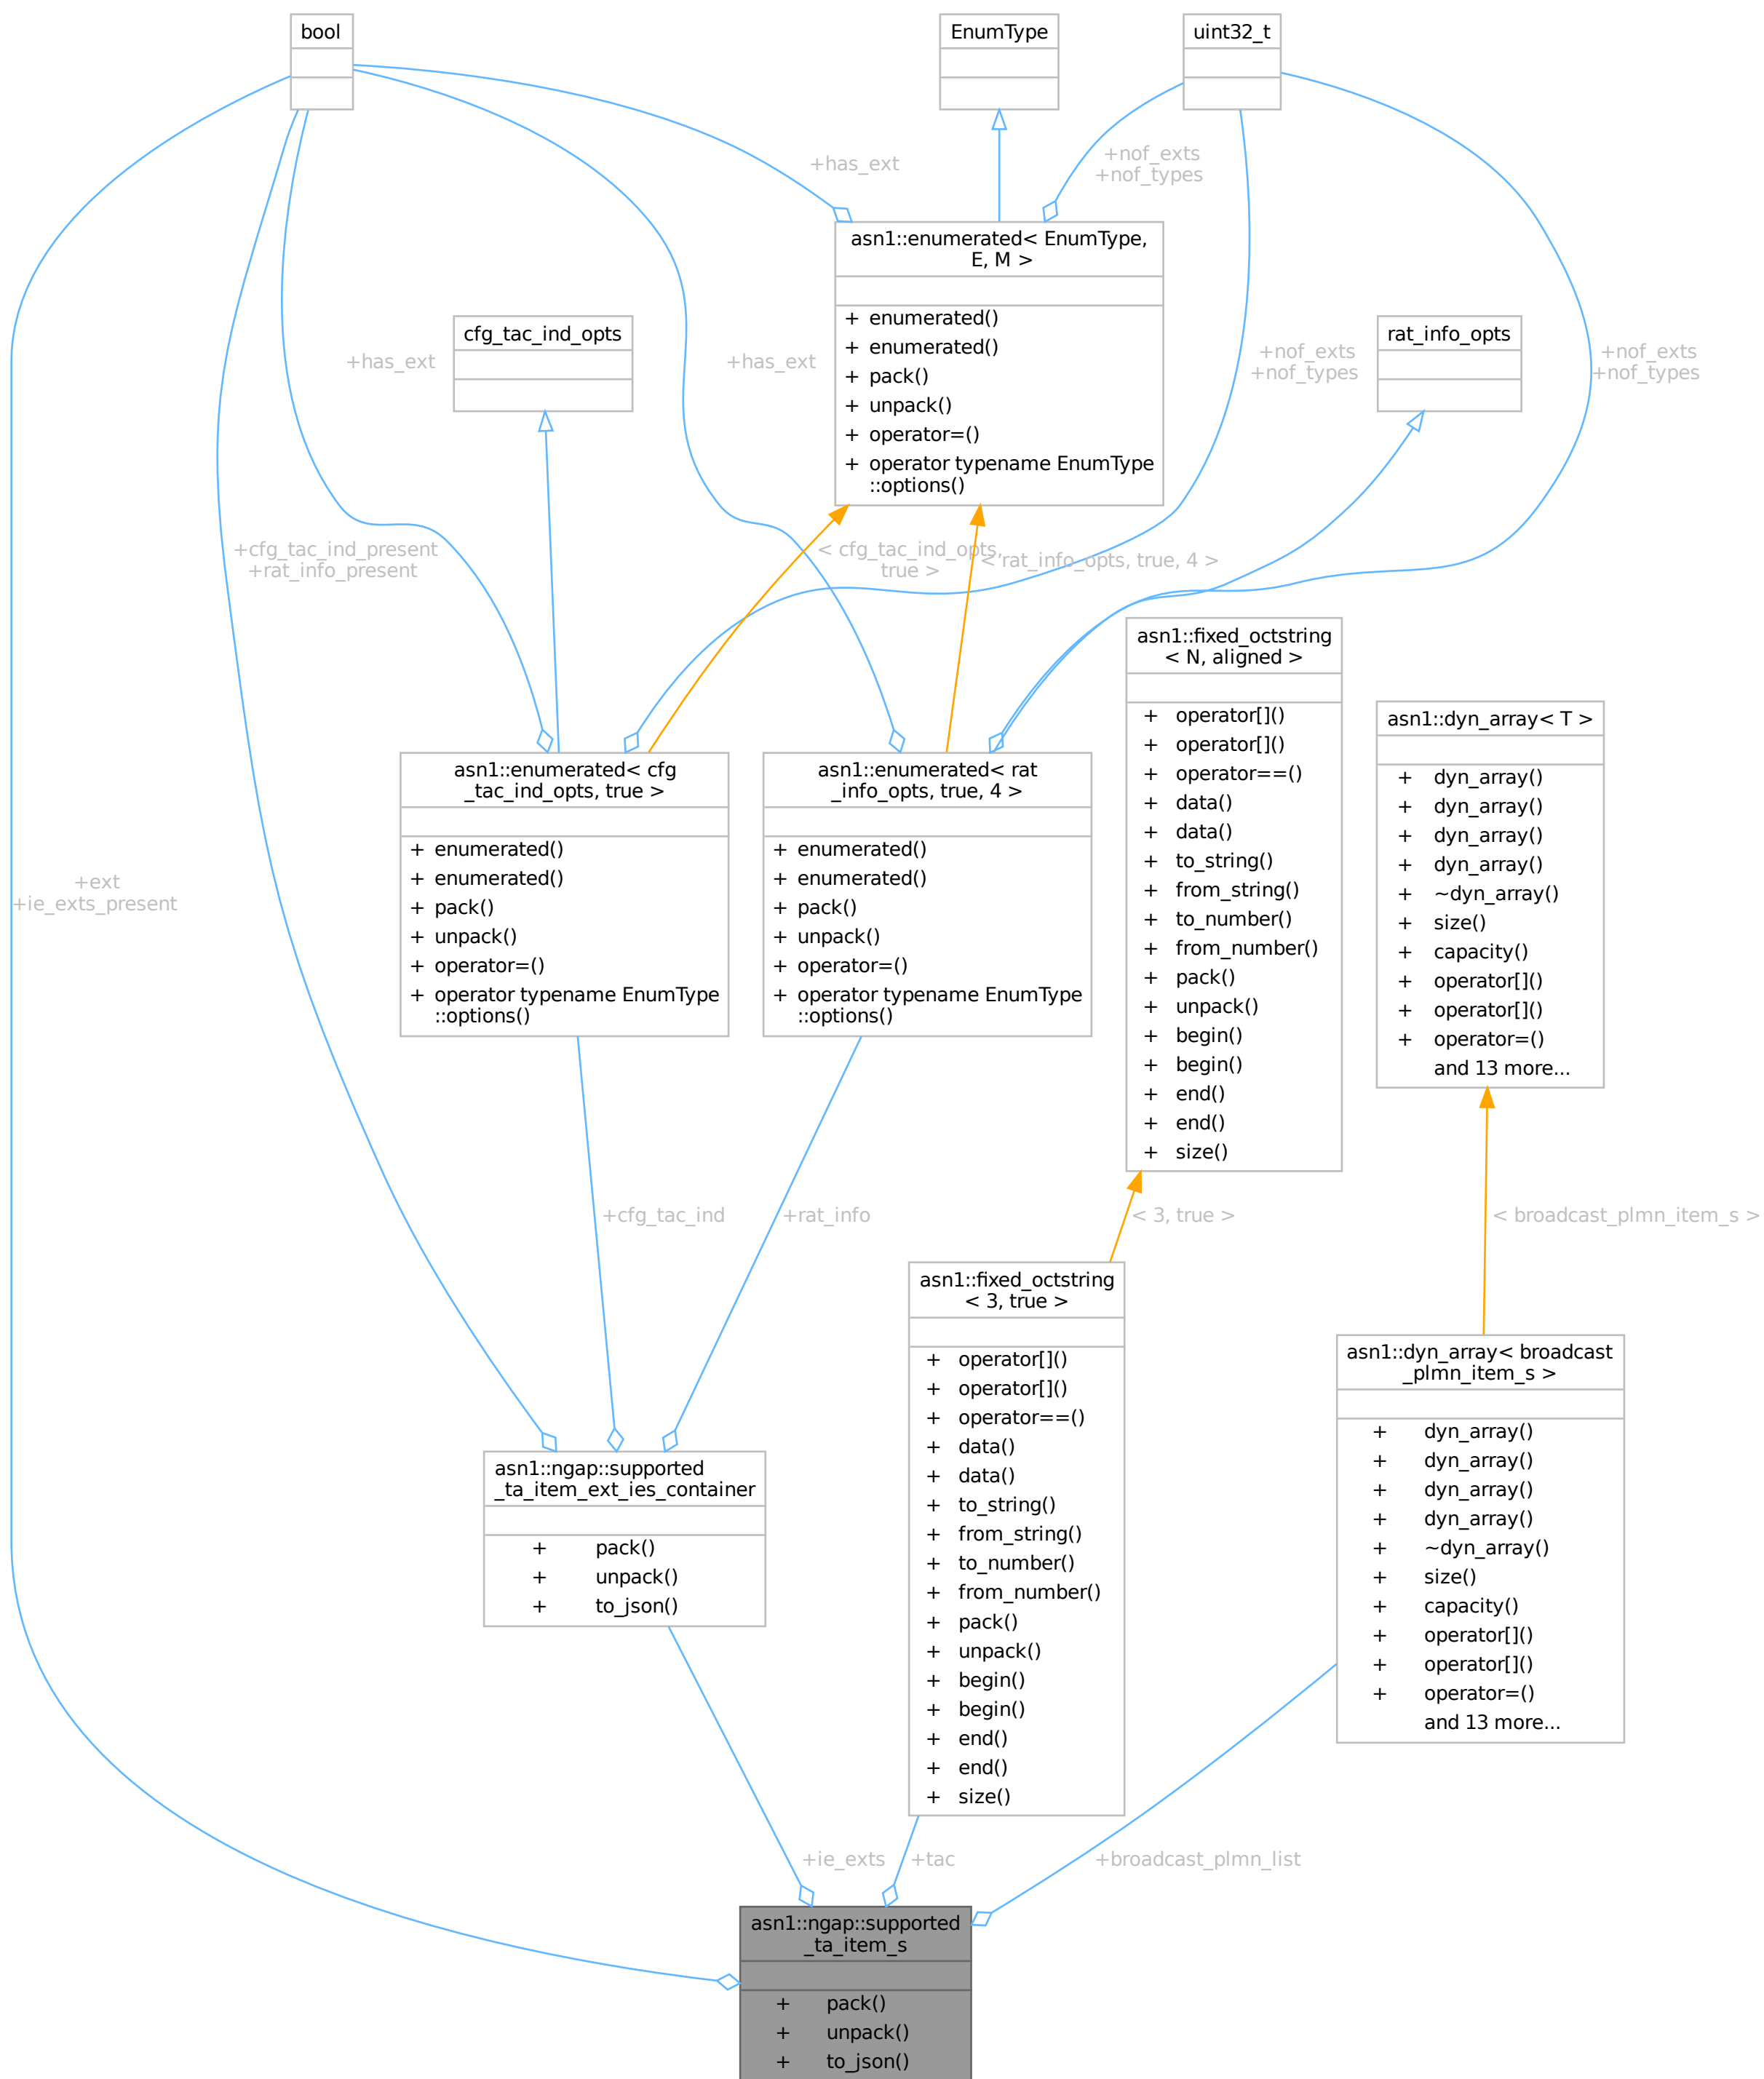 bool
EnumType
uint32_t
+has_ext
+nof_exts
+nof_types
asn1::enumerated< EnumType,
E, M >
+ enumerated()
+ enumerated()
+ pack()
+ unpack()
+ operator=()
+ operator typename EnumType
::options()
cfg_tac_ind_opts
rat_info_opts
+has_ext
+has_ext
+nof_exts
+nof_types
+nof_exts
+nof_types
+cfg_tac_ind_present
+rat_info_present
< cfg_tac_ind_opts,
true >
< rat_info_opts, true, 4 >
asn1::fixed_octstring
< N, aligned >
+ operator[]()
+ operator[]()
+ operator==()
+ data()
+ data()
+ to_string()
+ from_string()
+ to_number()
+ from_number()
+ pack()
+ unpack()
+ begin()
+ begin()
+ end()
+ end()
+ size()
asn1::dyn_array< T >
+ dyn_array()
+ dyn_array()
+ dyn_array()
+ dyn_array()
+ ~dyn_array()
+ size()
+ capacity()
+ operator[]()
+ operator[]()
+ operator=()
and 13 more...
asn1::enumerated< cfg
_tac_ind_opts, true >
+ enumerated()
+ enumerated()
+ pack()
+ unpack()
+ operator=()
+ operator typename EnumType
::options()
asn1::enumerated< rat
_info_opts, true, 4 >
+ enumerated()
+ enumerated()
+ pack()
+ unpack()
+ operator=()
+ operator typename EnumType
::options()
+ext
+ie_exts_present
+cfg_tac_ind
+rat_info
< 3, true >
< broadcast_plmn_item_s >
asn1::fixed_octstring
< 3, true >
+ operator[]()
+ operator[]()
+ operator==()
+ data()
+ data()
+ to_string()
+ from_string()
+ to_number()
+ from_number()
+ pack()
+ unpack()
+ begin()
+ begin()
+ end()
+ end()
+ size()
asn1::dyn_array< broadcast
_plmn_item_s >
+ dyn_array()
+ dyn_array()
+ dyn_array()
+ dyn_array()
+ ~dyn_array()
+ size()
+ capacity()
+ operator[]()
+ operator[]()
+ operator=()
and 13 more...
asn1::ngap::supported
_ta_item_ext_ies_container
+ pack()
+ unpack()
+ to_json()
+ie_exts
+tac
+broadcast_plmn_list
asn1::ngap::supported
_ta_item_s
+ pack()
+ unpack()
+ to_json()